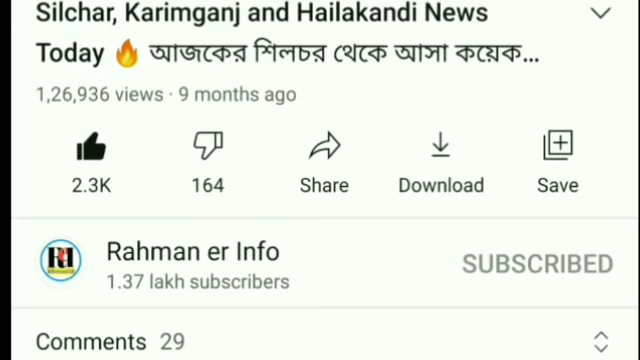 Silchar, Karimganj and Hailakandi News
Today 🔥 আজকের শিলচর থেকে আসা কয়েক...
1,26,936 views · 9 months ago
2.3K 164 Share Download Save
Rahman er Info
SUBSCRIBED
1.37 lakh subscribers
Comments 29